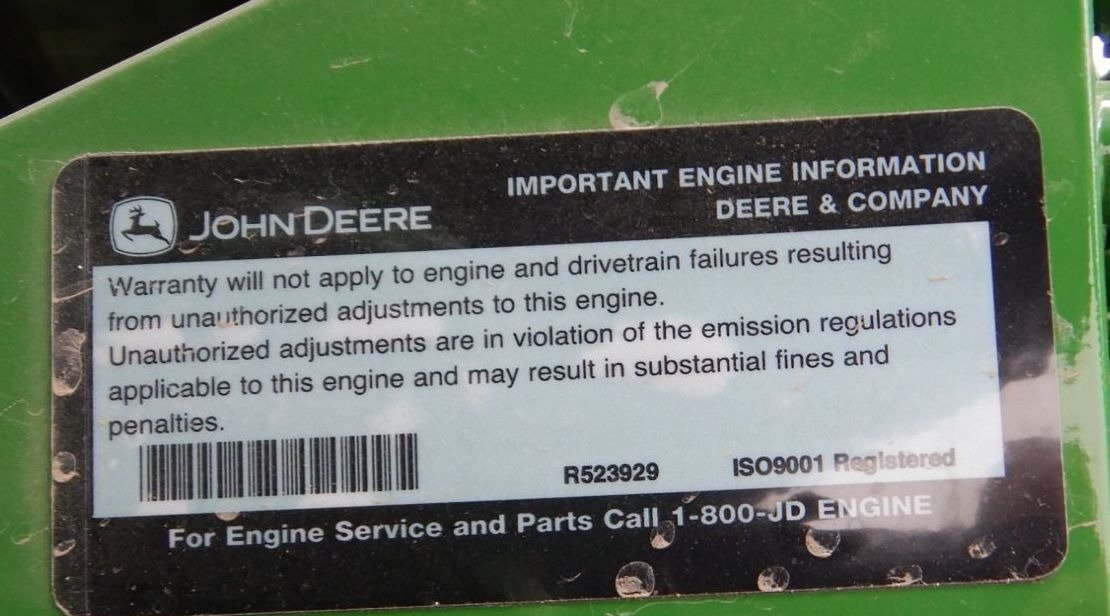 IMPORTANT ENGINE INFORMATION
JOHN DEERE
DEERE & COMPANY
Warranty will not apply to engine and drivetrain failures resulting
from unauthorized adjustments to this engine.
Unauthorized adjustments are in violation of the emission regulations
applicable to this engine and may result in substantial fines and
penalties.
R523929 ISO9001 Registered
For Engine Service and Parts Call 1-800-JD ENGINE